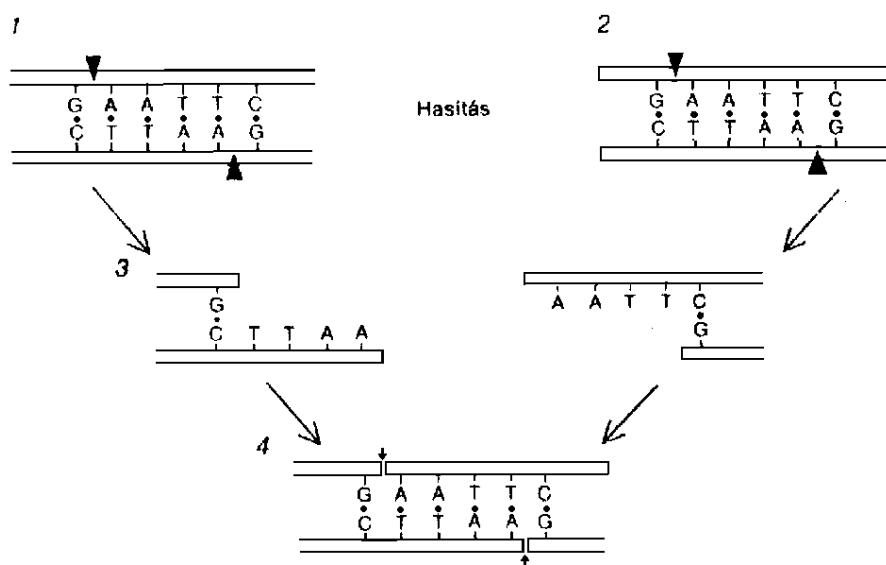 1
2
Hasítás
G A A T T C
C T T A A G
G A A T T C
C T T A A G
3
G
C T T A A
A A T T C
G
4
G A A T T C
C T T A A G